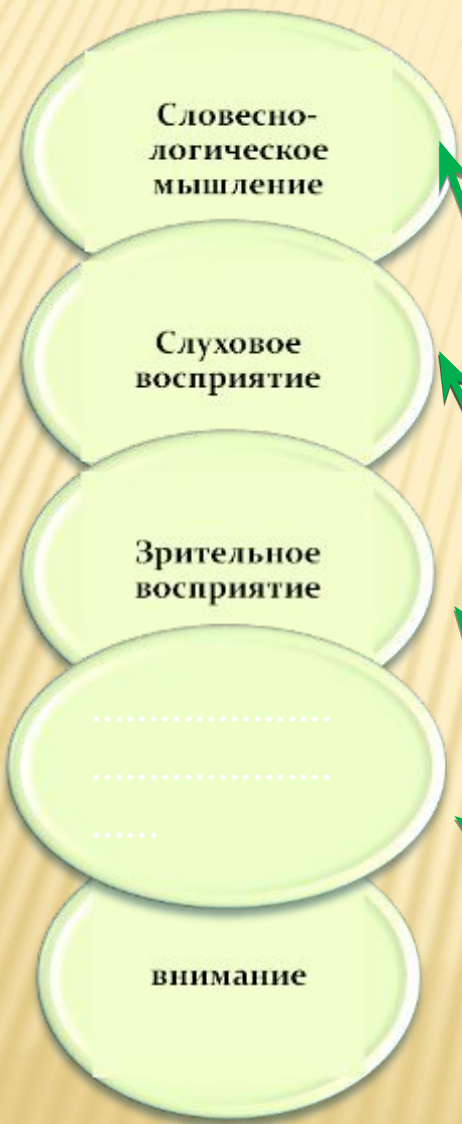 Словесно-
логическое
мышление
Слуховое
восприятие
Зрительное
восприятие
......................
......................
......
внимание